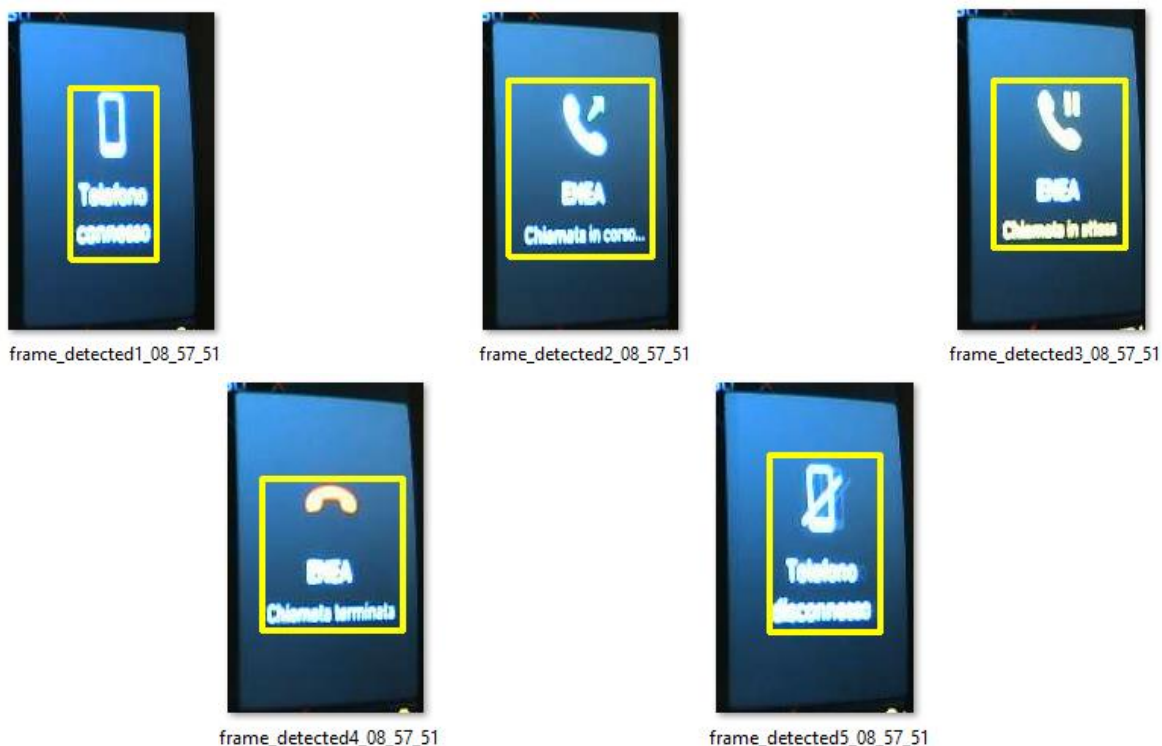 Telefono
connesso
ENEA
Chiamata in corso...
ENEA
Chiamata in attesa
frame_detected1_08_57_51
frame_detected2_08_57_51
frame_detected3_08_57_51
ENEA
Chiamata terminata
Telefono
disconnesso
frame_detected4_08_57_51
frame_detected5_08_57_51